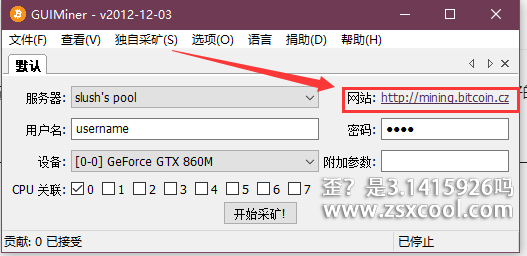 GUIMiner - v2012-12-03
文件(F) 查看(V) 独自采矿(S) 选项(O) 语言 捐助(D) 帮助(H)
默认
服务器: slush's pool 网站: http://mining.bitcoin.cz
用户名: username 密码: ●●●●
设备: [0-0] GeForce GTX 860M 附加参数:
CPU 关联: 0 1 2 3 4 5 6 7
歪?是3.1415926吗
开始采矿!
www.zsxcool.com
贡献: 0 已接受 已停止